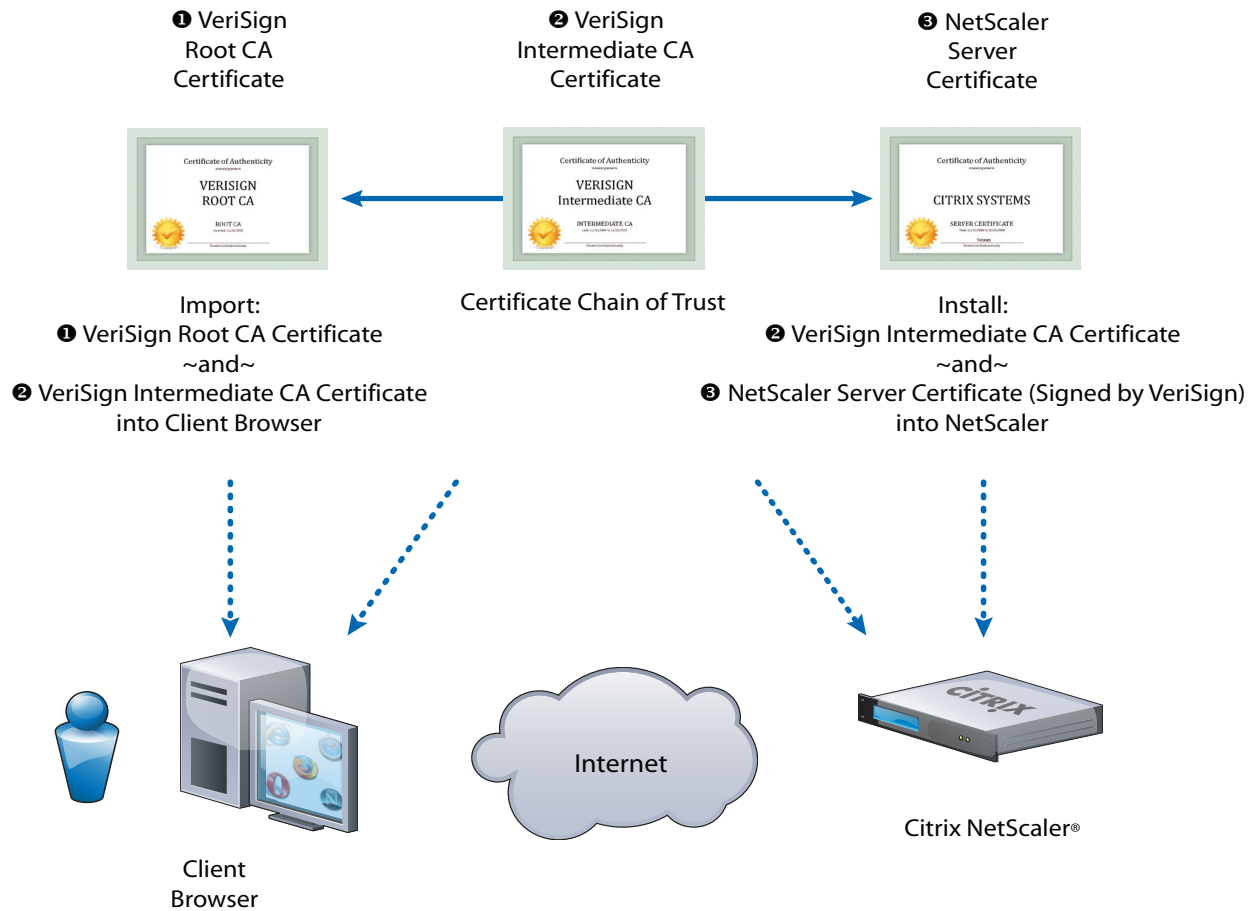 ❶ VeriSign
Root CA
Certificate
❷ VeriSign
Intermediate CA
Certificate
❸ NetScaler
Server
Certificate
Certificate of Authenticity
VERISIGN
ROOT CA
ROOT CA
Certificate of Authenticity
VERISIGN
Intermediate CA
INTERMEDIATE CA
Certificate of Authenticity
CITRIX SYSTEMS
SERVER CERTIFICATE
Import:
❶ VeriSign Root CA Certificate
~and~
❷ VeriSign Intermediate CA Certificate
into Client Browser
Certificate Chain of Trust
Install:
❷ VeriSign Intermediate CA Certificate
~and~
❸ NetScaler Server Certificate (Signed by VeriSign)
into NetScaler
Internet
CITRIX
Client
Browser
Citrix NetScaler®